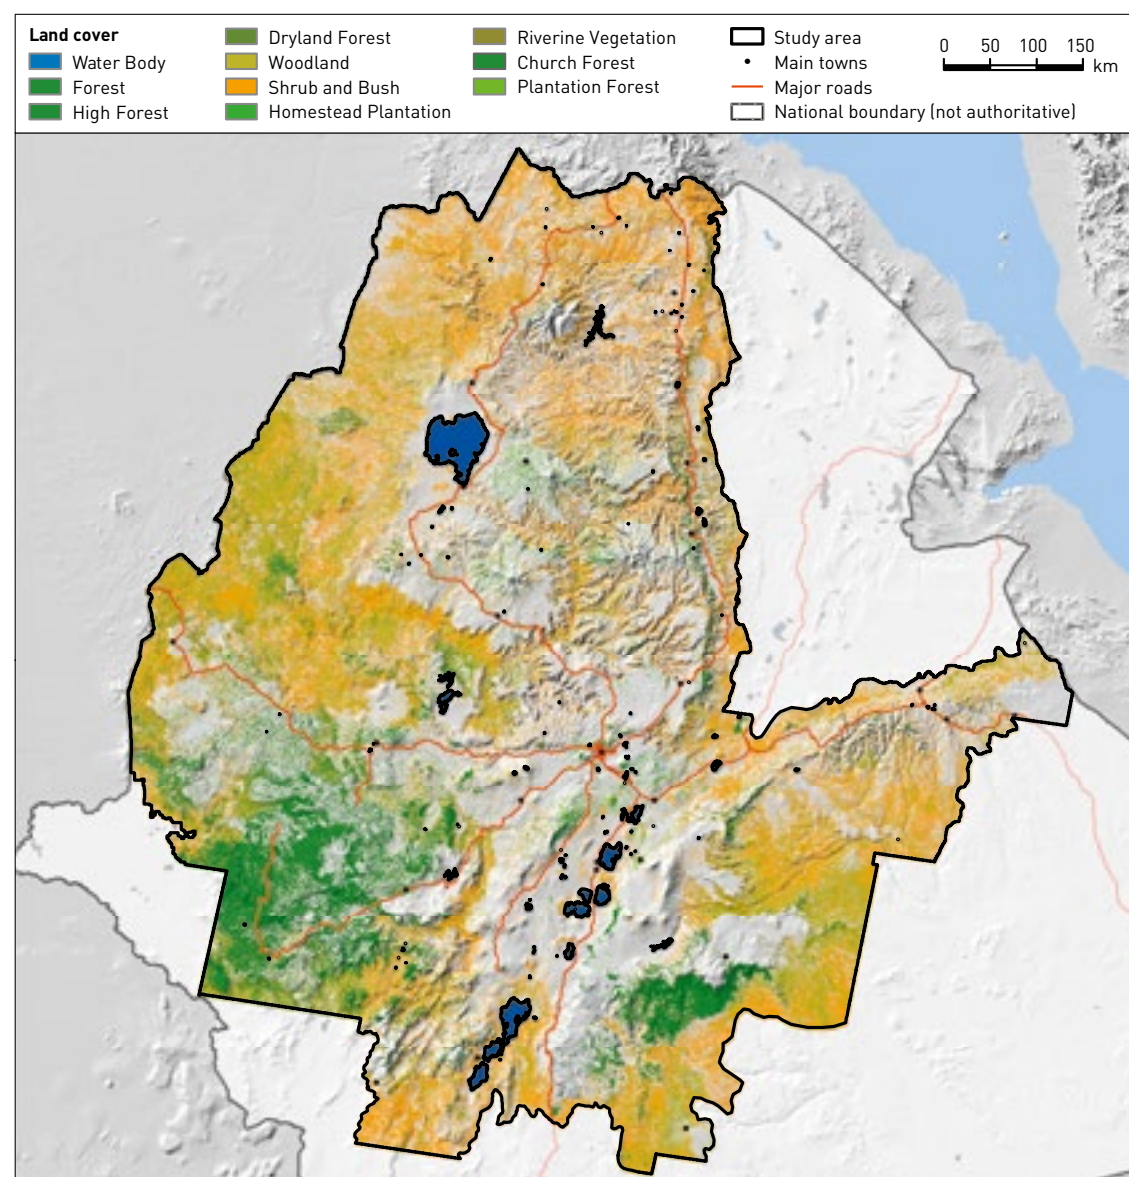 Land cover
Water Body
Forest
High Forest
Dryland Forest
Woodland
Shrub and Bush
Homestead Plantation
Riverine Vegetation
Church Forest
Plantation Forest
Study area
Main towns
Major roads
National boundary (not authoritative)
0 50 100 150
km